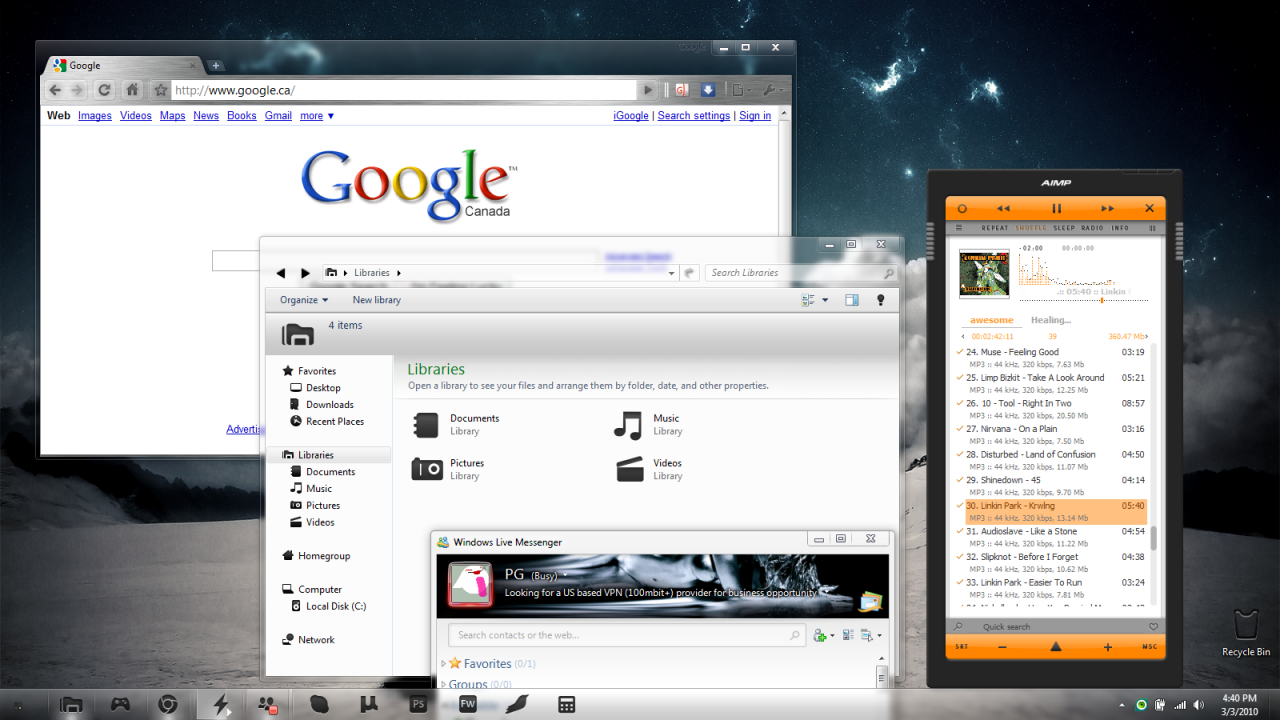 Google
Google
http://www.google.ca/
Web Images Videos Maps News Books Gmail more ▼
iGoogle | Search settings | Sign in
Google™
Canada
Libraries
Search Libraries
Organize ▼ New library
4 items
Favorites
Desktop
Downloads
Recent Places
Libraries
Documents
Music
Pictures
Videos
Homegroup
Computer
Local Disk (C:)
Network
Libraries
Open a library to see your files and arrange them by folder, date, and other properties.
Documents
Library
Music
Library
Pictures
Library
Videos
Library
Windows Live Messenger
PG (Busy)
Looking for a US based VPN (100mbit+) provider for business opportunity
Search contacts or the web...
Favorites (0/1)
Groups (0/0)
AIMP
REPEAT SHUFFLE SLEEP RADIO INFO
-02:00 00:00:00
.:: 05:40 :: Linkin
awesome Healing...
00:02:42:11 39 360.47 Mb
24. Muse - Feeling Good 03:19
MP3 :: 44 kHz, 320 kbps, 7.63 Mb
25. Limp Bizkit - Take A Look Around 05:21
MP3 :: 44 kHz, 320 kbps, 12.25 Mb
26. 10 - Tool - Right In Two 08:57
MP3 :: 44 kHz, 320 kbps, 20.50 Mb
27. Nirvana - On a Plain 03:16
MP3 :: 44 kHz, 320 kbps, 7.50 Mb
28. Disturbed - Land of Confusion 04:50
MP3 :: 44 kHz, 320 kbps, 11.07 Mb
29. Shinedown - 45 04:14
MP3 :: 44 kHz, 320 kbps, 9.70 Mb
30. Linkin Park - Krwlng 05:40
MP3 :: 44 kHz, 320 kbps, 13.14 Mb
31. Audioslave - Like a Stone 04:54
MP3 :: 44 kHz, 320 kbps, 11.22 Mb
32. Slipknot - Before I Forget 04:38
MP3 :: 44 kHz, 320 kbps, 10.62 Mb
33. Linkin Park - Easier To Run 03:24
MP3 :: 44 kHz, 320 kbps, 7.81 Mb
Quick search
SRT MSC
Recycle Bin
PS FW
4:40 PM
3/3/2010